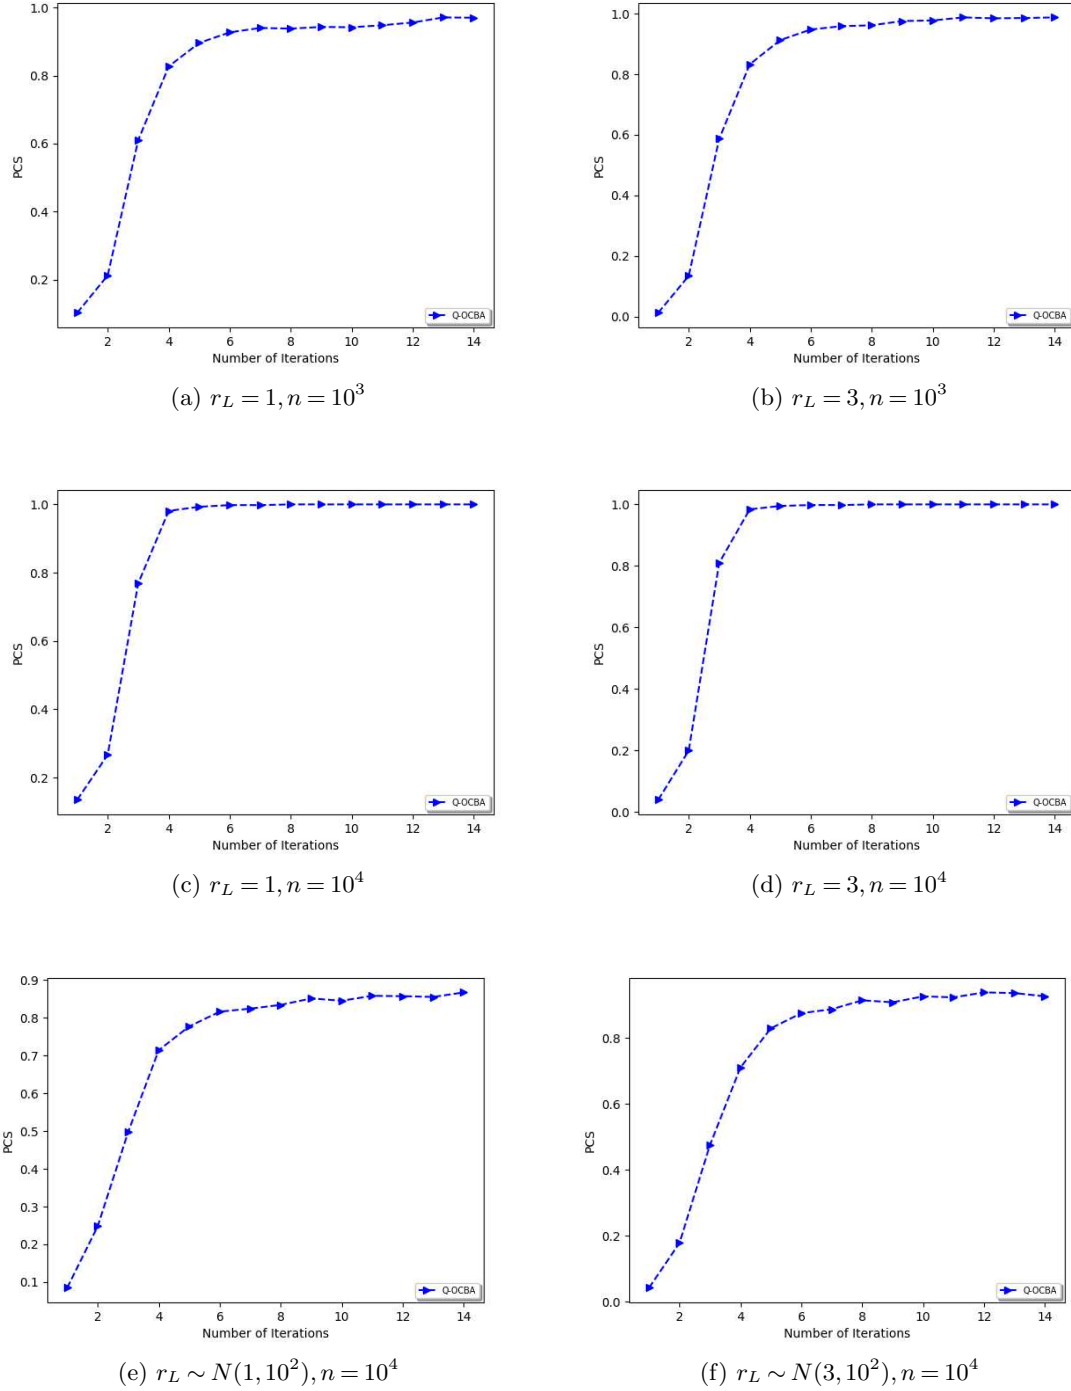 1.0
0.8
0.6
0.4
0.2
PCS
Q-OCBA
2 4 6 8 10 12 14
Number of Iterations
(a) r_L = 1, n = 10^3
1.0
0.8
0.6
0.4
0.2
0.0
PCS
Q-OCBA
2 4 6 8 10 12 14
Number of Iterations
(b) r_L = 3, n = 10^3
1.0
0.8
0.6
0.4
0.2
PCS
Q-OCBA
2 4 6 8 10 12 14
Number of Iterations
(c) r_L = 1, n = 10^4
1.0
0.8
0.6
0.4
0.2
0.0
PCS
Q-OCBA
2 4 6 8 10 12 14
Number of Iterations
(d) r_L = 3, n = 10^4
0.9
0.8
0.7
0.6
0.5
0.4
0.3
0.2
0.1
PCS
Q-OCBA
2 4 6 8 10 12 14
Number of Iterations
(e) r_L ∼ N(1, 10^2), n = 10^4
0.8
0.6
0.4
0.2
0.0
PCS
Q-OCBA
2 4 6 8 10 12 14
Number of Iterations
(f) r_L ∼ N(3, 10^2), n = 10^4